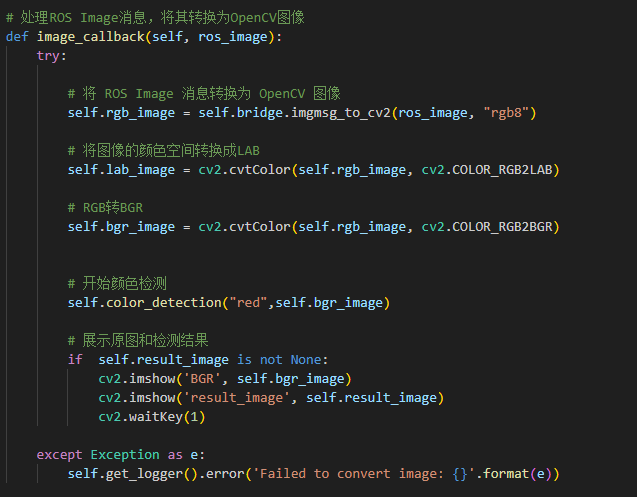 # 处理ROS Image消息，将其转换为OpenCV图像
def image_callback(self, ros_image):
    try:
        # 将 ROS Image 消息转换为 OpenCV 图像
        self.rgb_image = self.bridge.imgmsg_to_cv2(ros_image, "rgb8")
        # 将图像的颜色空间转换成LAB
        self.lab_image = cv2.cvtColor(self.rgb_image, cv2.COLOR_RGB2LAB)
        # RGB转BGR
        self.bgr_image = cv2.cvtColor(self.rgb_image, cv2.COLOR_RGB2BGR)
        # 开始颜色检测
        self.color_detection("red",self.bgr_image)
        # 展示原图和检测结果
        if  self.result_image is not None:
            cv2.imshow('BGR', self.bgr_image)
            cv2.imshow('result_image', self.result_image)
            cv2.waitKey(1)
    except Exception as e:
        self.get_logger().error('Failed to convert image: {}'.format(e))